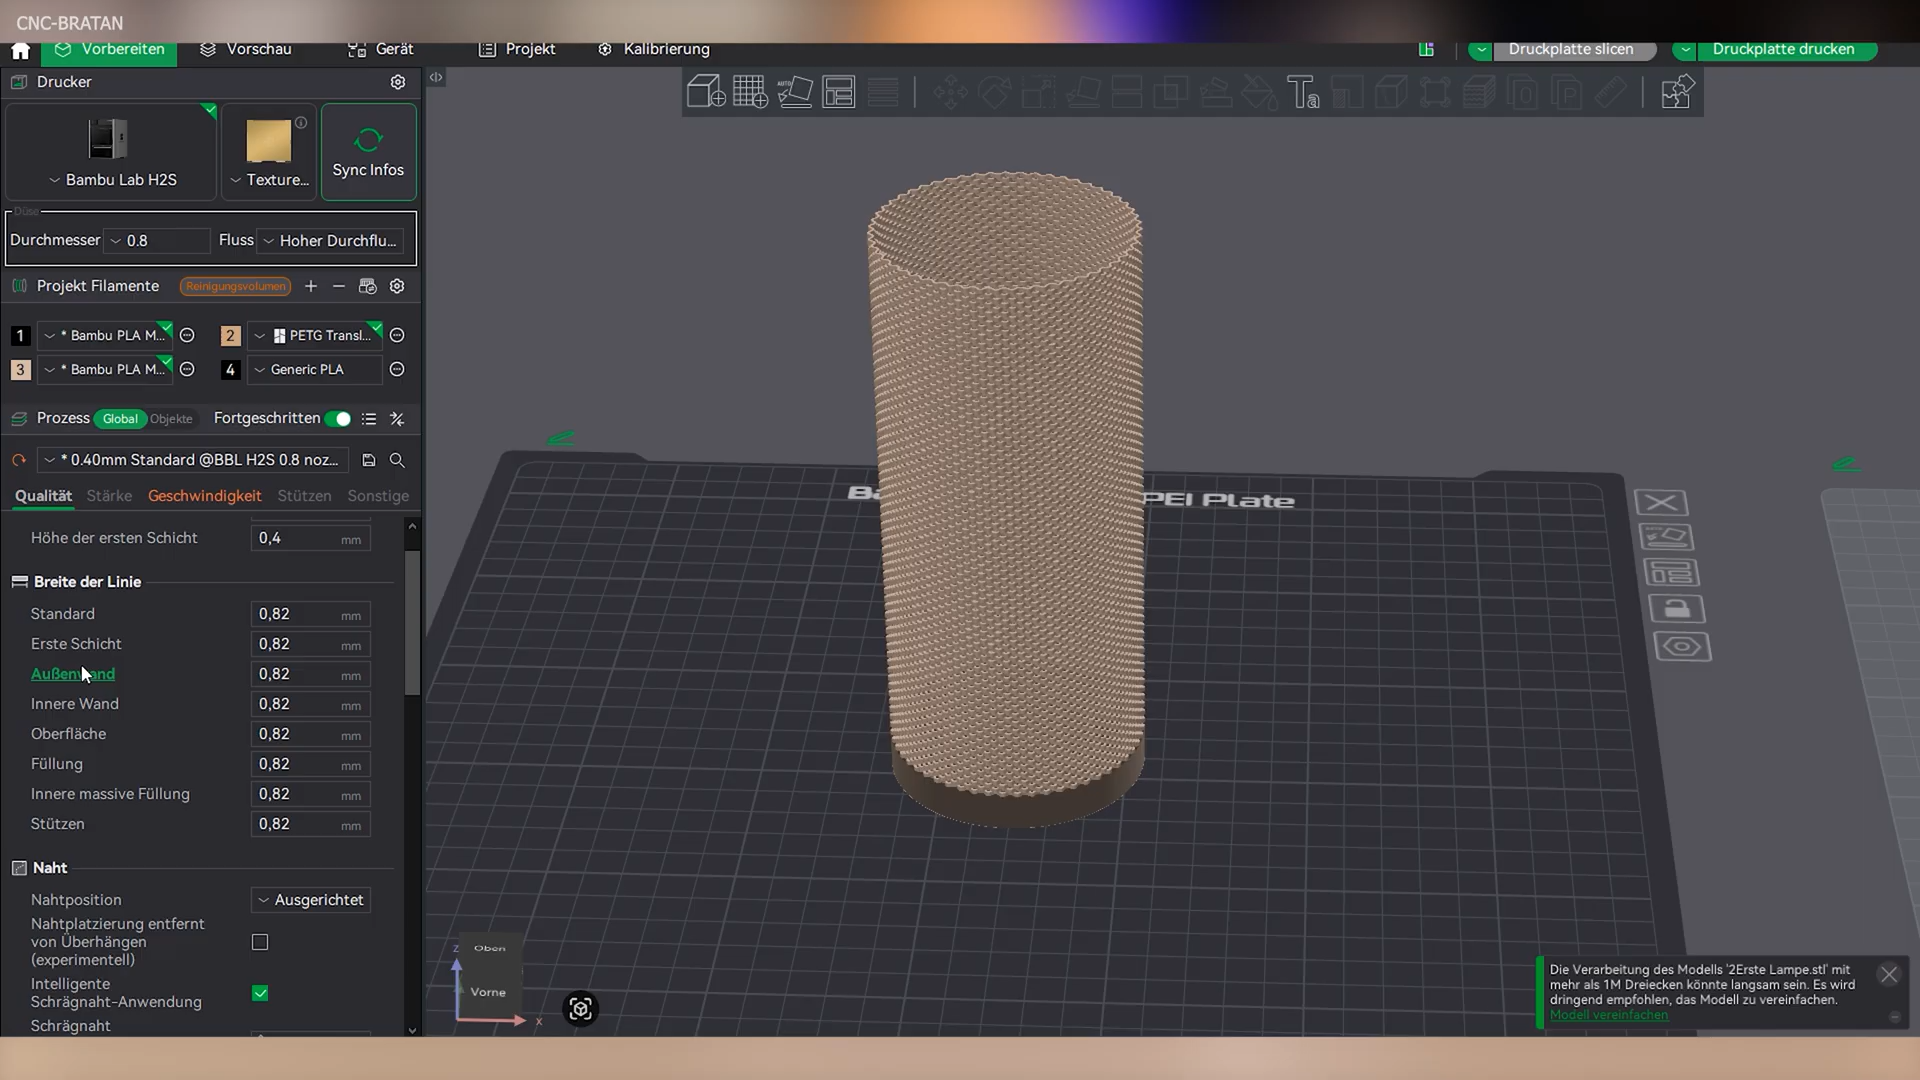 CNC-BRATAN
Vorbereiten
Vorschau
Gerät
Projekt
Kalibrierung
Druckplatte slicen
Druckplatte drucken
Drucker
Bambu Lab H2S
Texture...
Sync Infos
Düse
Durchmesser 0.8
Fluss Hoher Durchflu...
Projekt Filamente
Reinigungsvolumen
1 * Bambu PLA M...
2 PETG Transl...
3 * Bambu PLA M...
4 Generic PLA
Prozess Global Objekte
Fortgeschritten
* 0.40mm Standard @BBL H2S 0.8 noz...
Qualität Stärke Geschwindigkeit Stützen Sonstige
Höhe der ersten Schicht 0,4 mm
Breite der Linie
Standard 0,82 mm
Erste Schicht 0,82 mm
Außenwand 0,82 mm
Innere Wand 0,82 mm
Oberfläche 0,82 mm
Füllung 0,82 mm
Innere massive Füllung 0,82 mm
Stützen 0,82 mm
Naht
Nahtposition Ausgerichtet
Nahtplatzierung entfernt
von Überhängen
(experimentell)
Intelligente
Schrägnaht-Anwendung
Schrägnaht
AUTO
Ta
PEI Plate
Z
Oben
Vorne
X
Die Verarbeitung des Modells '2Erste Lampe.stl' mit
mehr als 1M Dreiecken könnte langsam sein. Es wird
dringend empfohlen, das Modell zu vereinfachen.
Modell vereinfachen